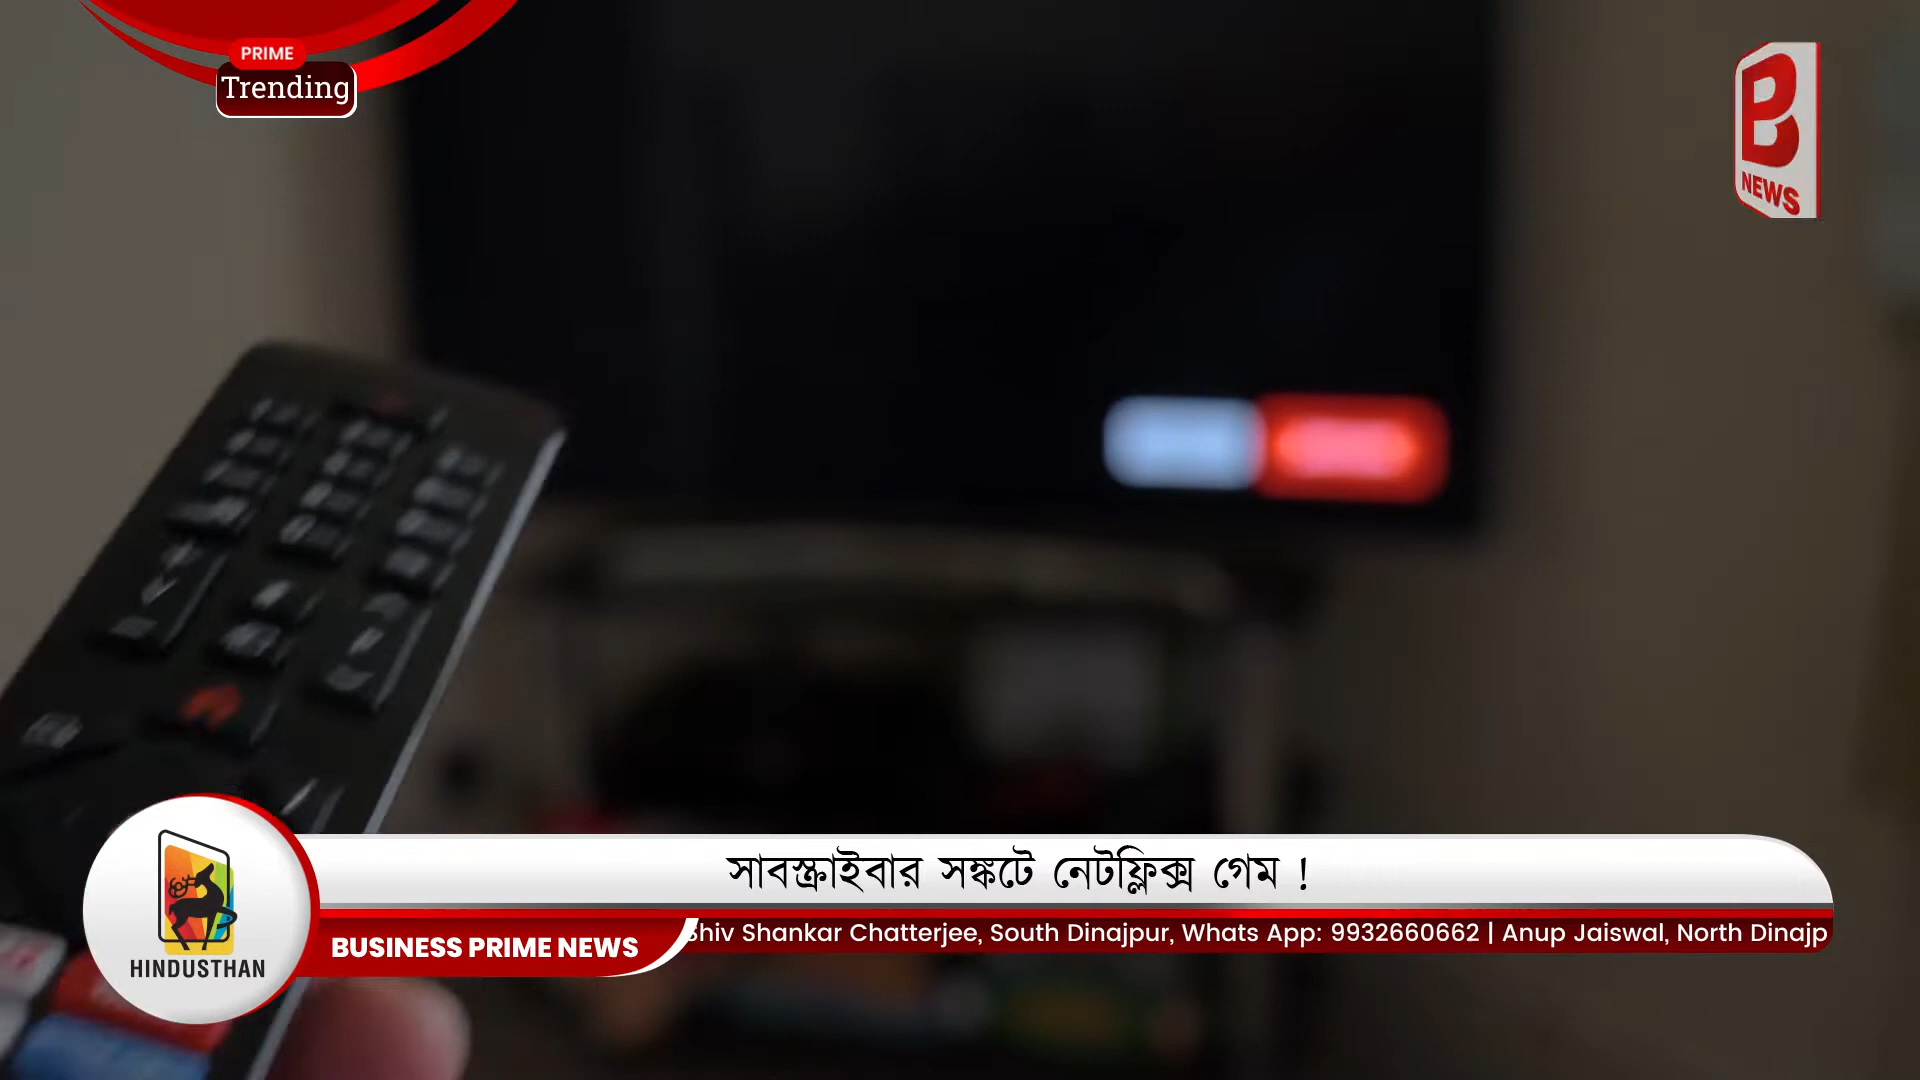 PRIME
Trending
B
NEWS
সাবস্ক্রাইবার সঙ্কটে নেটফ্লিক্স গেম !
HINDUSTHAN
BUSINESS PRIME NEWS
Shiv Shankar Chatterjee, South Dinajpur, Whats App: 9932660662 | Anup Jaiswal, North Dinajp